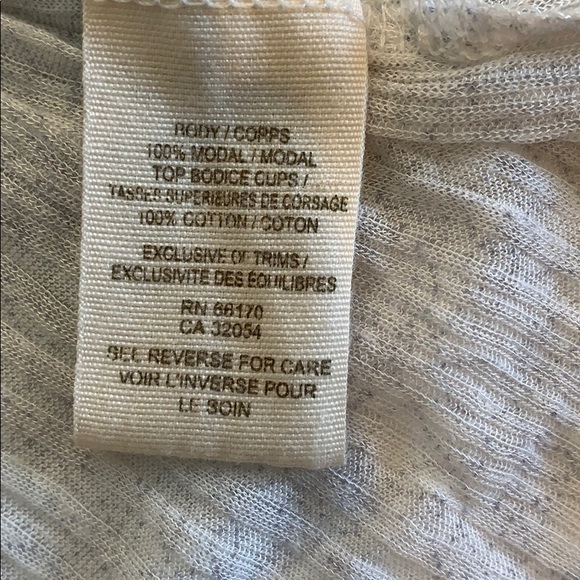 BODY / CORPS
100% MODAL / MODAL
TOP BODICE CUPS /
TASSES SUPERIEURES DE CORSAGE
100% COTTON / COTON
EXCLUSIVE OF TRIMS /
EXCLUSIVITE DES ÉQUILIBRES
RN 66170
CA 32054
SEE REVERSE FOR CARE
VOIR L'INVERSE POUR
LE SOIN